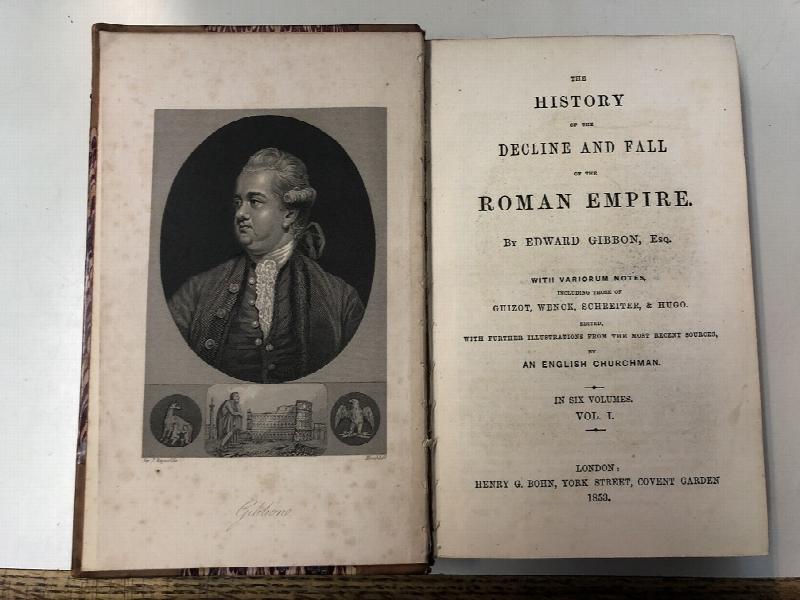 Gibbon.
THE
HISTORY
OF THE
DECLINE AND FALL
OF THE
ROMAN EMPIRE.
BY EDWARD GIBBON, ESQ.
WITH VARIORUM NOTES,
INCLUDING THOSE OF
GUIZOT, WENCK, SCHREITER, & HUGO.
EDITED,
WITH FURTHER ILLUSTRATIONS FROM THE MOST RECENT SOURCES,
BY
AN ENGLISH CHURCHMAN.
IN SIX VOLUMES.
VOL. I.
LONDON:
HENRY G. BOHN, YORK STREET, COVENT GARDEN
1853.